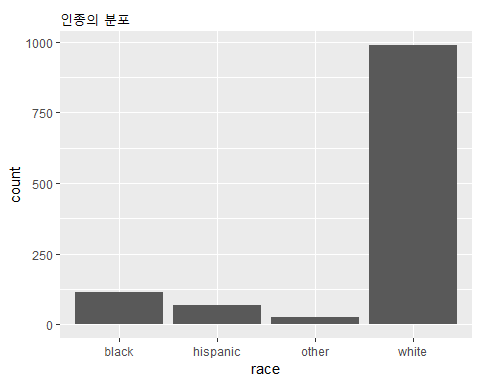 인종의 분포
1000
750
500
250
0
count
black hispanic other white
race